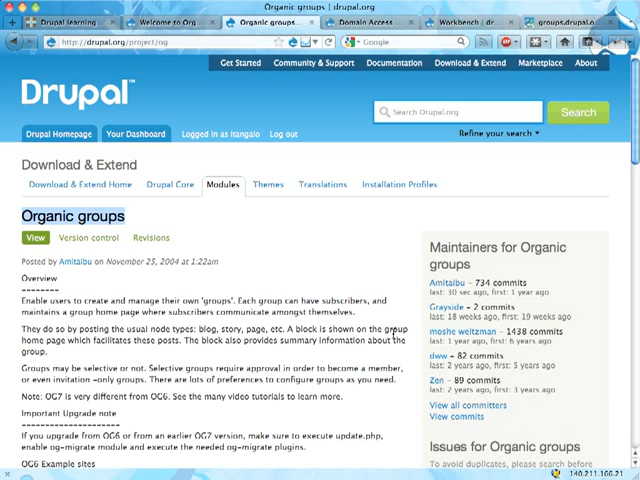 Organic groups | drupal.org
Drupal learning
Welcome to Org...
Organic groups...
Domain Access
Workbench | dr...
groups.drupal.o...
http://drupal.org/project/og
Google
Get Started
Community & Support
Documentation
Download & Extend
Marketplace
About
Drupal™
Search Drupal.org
Search
Refine your search
Drupal Homepage
Your Dashboard
Logged in as itangalo
Log out
Download & Extend
Download & Extend Home
Drupal Core
Modules
Themes
Translations
Installation Profiles
Organic groups
View
Version control
Revisions
Posted by Amitaibu on November 25, 2004 at 1:22am
Overview
--------
Enable users to create and manage their own 'groups'. Each group can have subscribers, and
maintains a group home page where subscribers communicate amongst themselves.
They do so by posting the usual node types: blog, story, page, etc. A block is shown on the group
home page which facilitates these posts. The block also provides summary information about the
group.
Groups may be selective or not. Selective groups require approval in order to become a member,
or even invitation -only groups. There are lots of preferences to configure groups as you need.
Note: OG7 is very different from OG6. See the many video tutorials to learn more.
Important Upgrade note
---------------------
If you upgrade from OG6 or from an earlier OG7 version, make sure to execute update.php,
enable og-migrate module and execute the needed og-migrate plugins.
OG6 Example sites
Maintainers for Organic
groups
Amitaibu – 734 commits
last: 30 sec ago, first: 1 year ago
Grayside – 2 commits
last: 18 weeks ago, first: 19 weeks ago
moshe weitzman – 1438 commits
last: 1 year ago, first: 6 years ago
dww – 82 commits
last: 2 years ago, first: 5 years ago
Zen – 89 commits
last: 2 years ago, first: 3 years ago
View all committers
View commits
Issues for Organic groups
To avoid duplicates, please search before
140.211.166.21